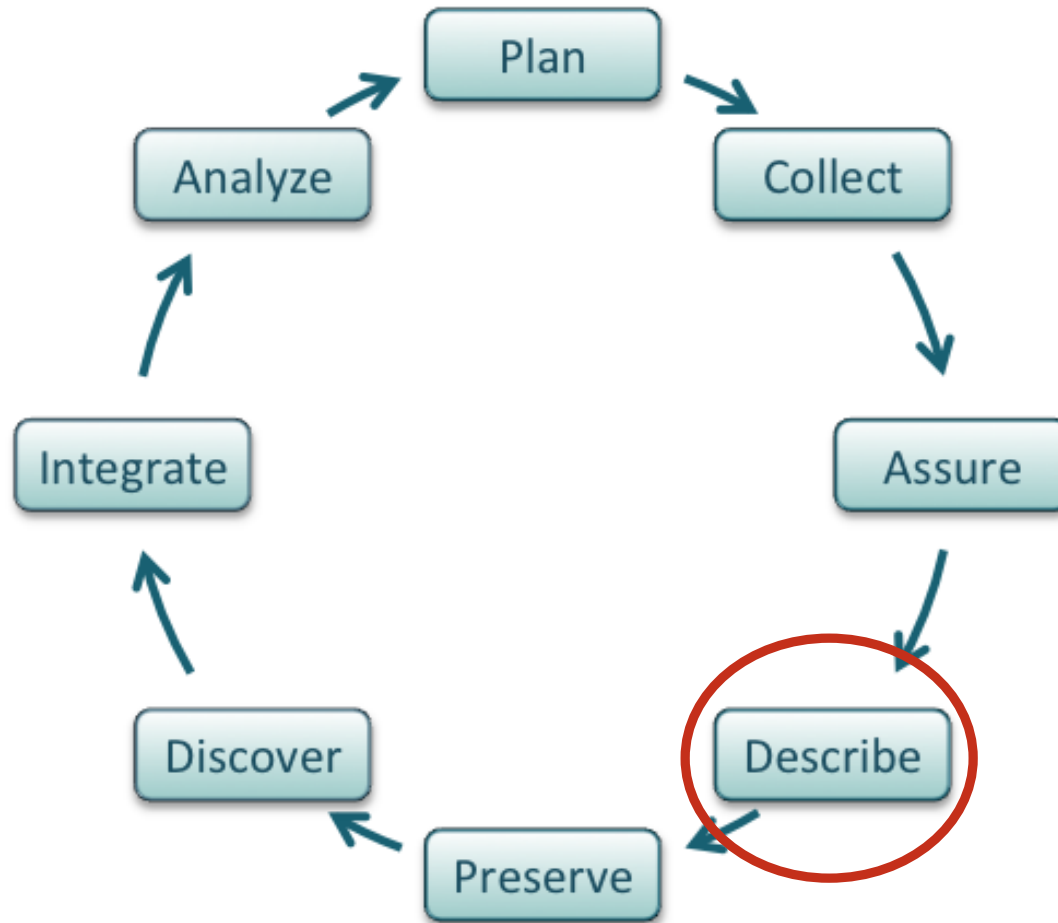 Plan
Collect
Assure
Describe
Preserve
Discover
Integrate
Analyze